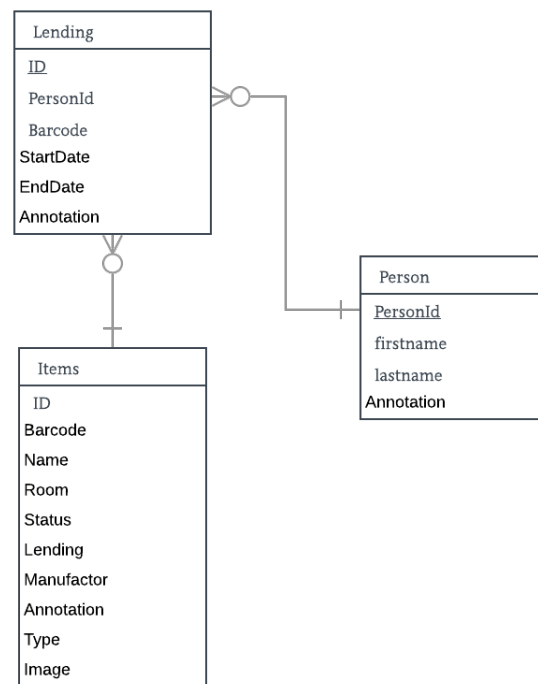 Lending
ID
PersonId
Barcode
StartDate
EndDate
Annotation
Person
PersonId
firstname
lastname
Annotation
Items
ID
Barcode
Name
Room
Status
Lending
Manufactor
Annotation
Type
Image